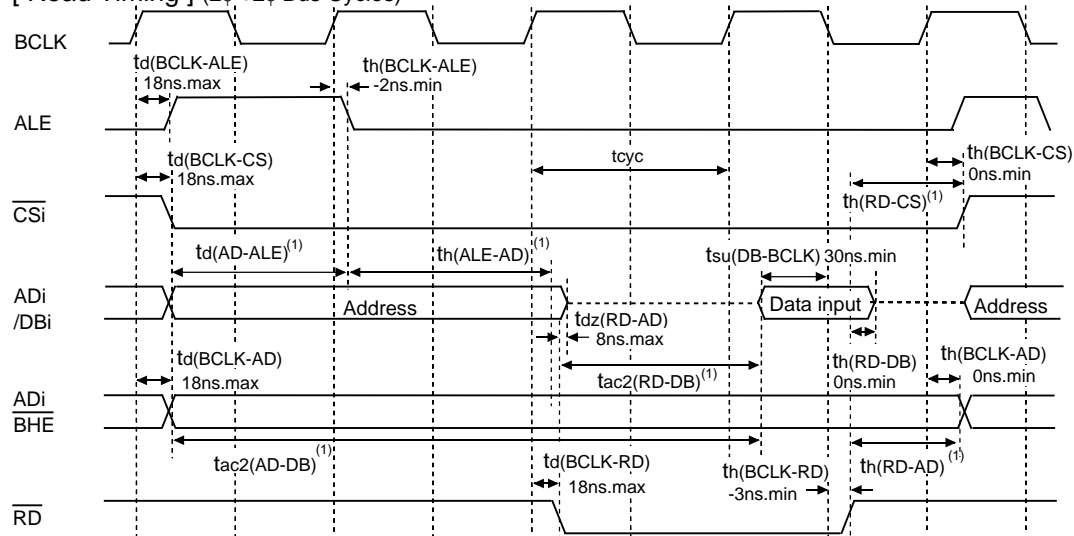 [ Read Timing ] (2φ +2φ Bus Cycles)
BCLK
td(BCLK-ALE)
18ns.max
th(BCLK-ALE)
-2ns.min
ALE
td(BCLK-CS)
18ns.max
tcyc
th(BCLK-CS)
0ns.min
th(RD-CS)(1)
CSi
td(AD-ALE)(1)
th(ALE-AD)(1)
tsu(DB-BCLK) 30ns.min
ADi
/DBi
Address
Data input
Address
tdz(RD-AD)
8ns.max
td(BCLK-AD)
18ns.max
tac2(RD-DB)(1)
th(RD-DB)
0ns.min
th(BCLK-AD)
0ns.min
ADi
BHE
tac2(AD-DB)(1)
td(BCLK-RD)
18ns.max
th(BCLK-RD)
-3ns.min
th(RD-AD)(1)
RD